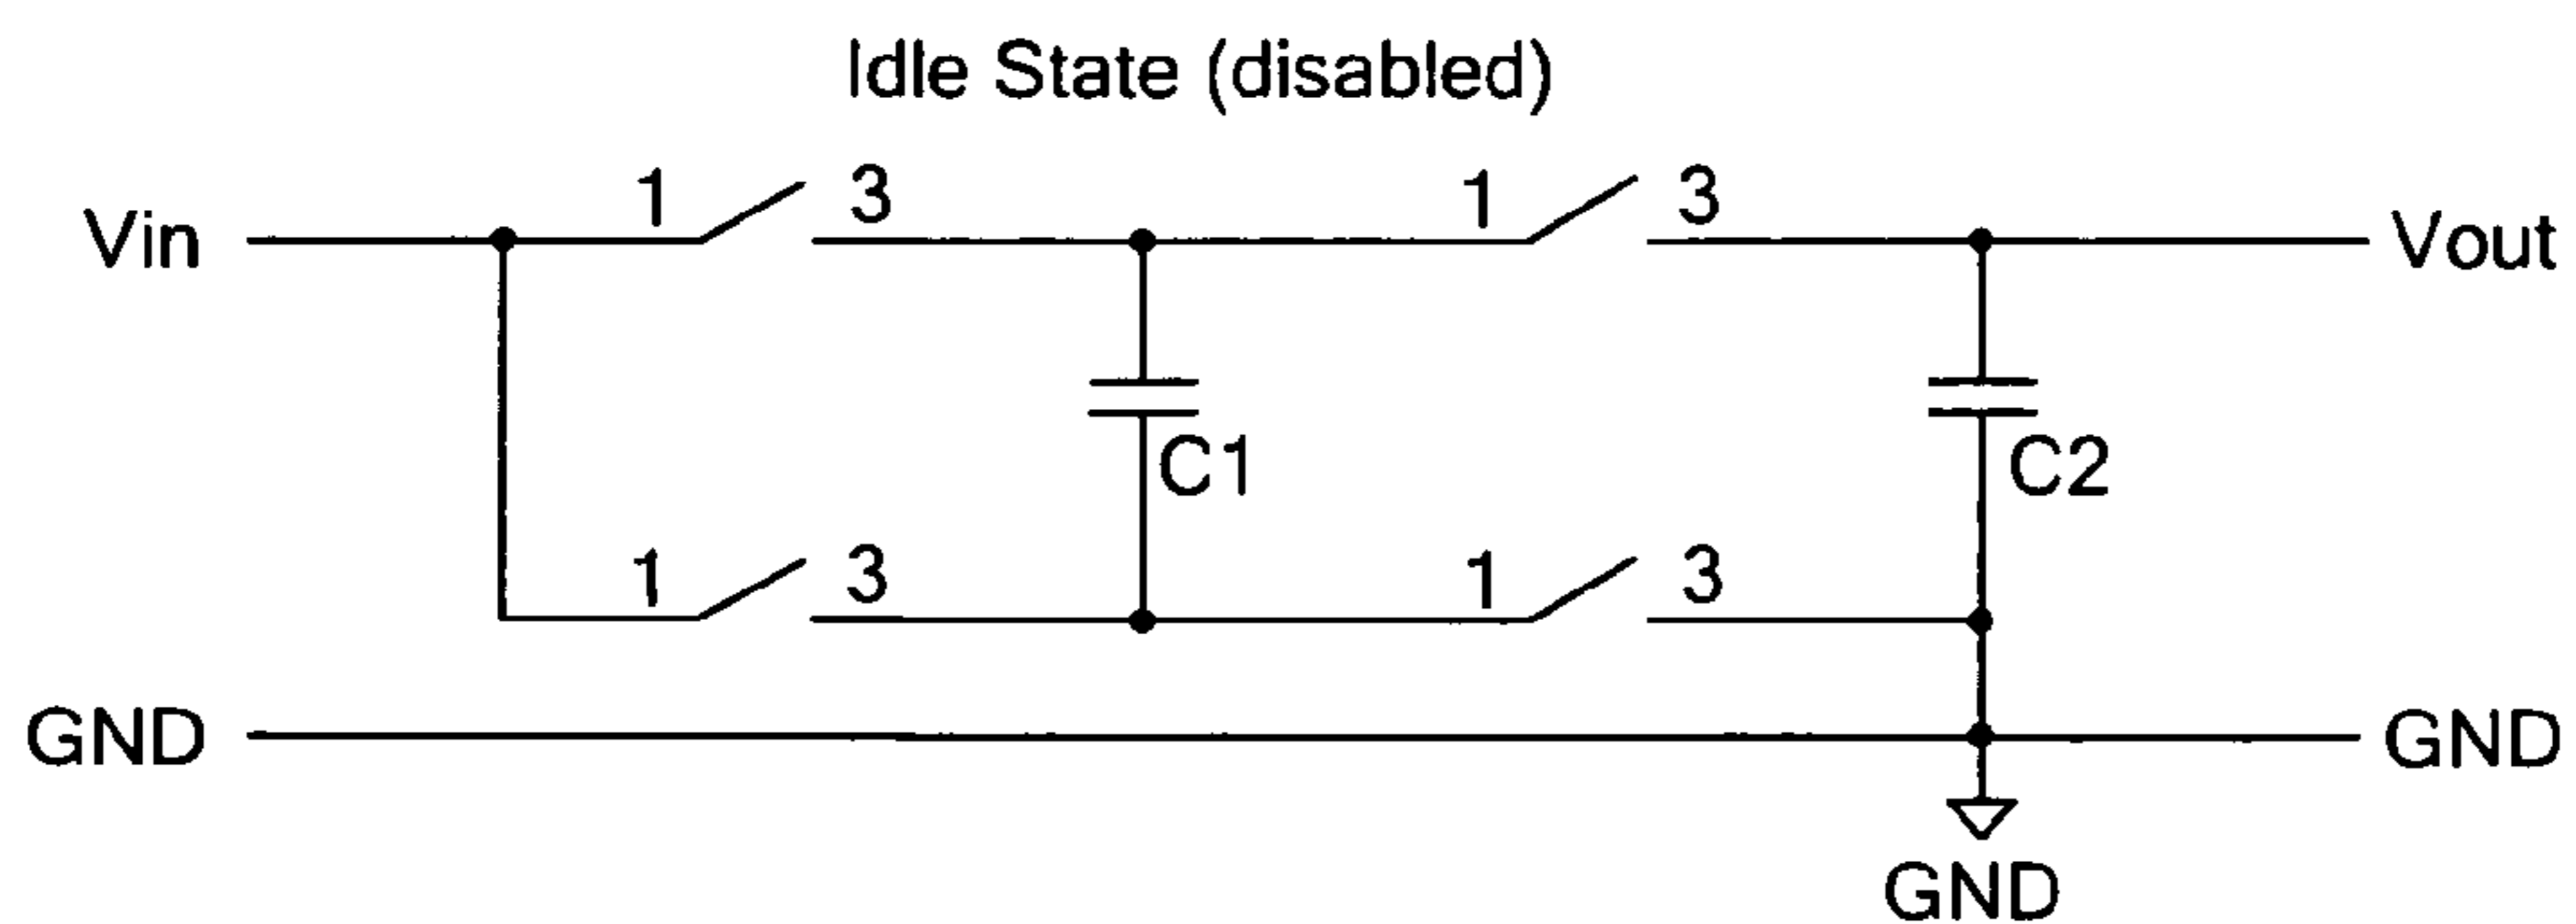 Idle State (disabled)
1 3 1 3
Vin Vout
C1 C2
1 3 1 3
GND GND
GND